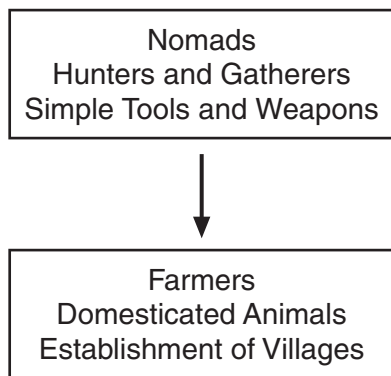 Nomads
Hunters and Gatherers
Simple Tools and Weapons
Farmers
Domesticated Animals
Establishment of Villages